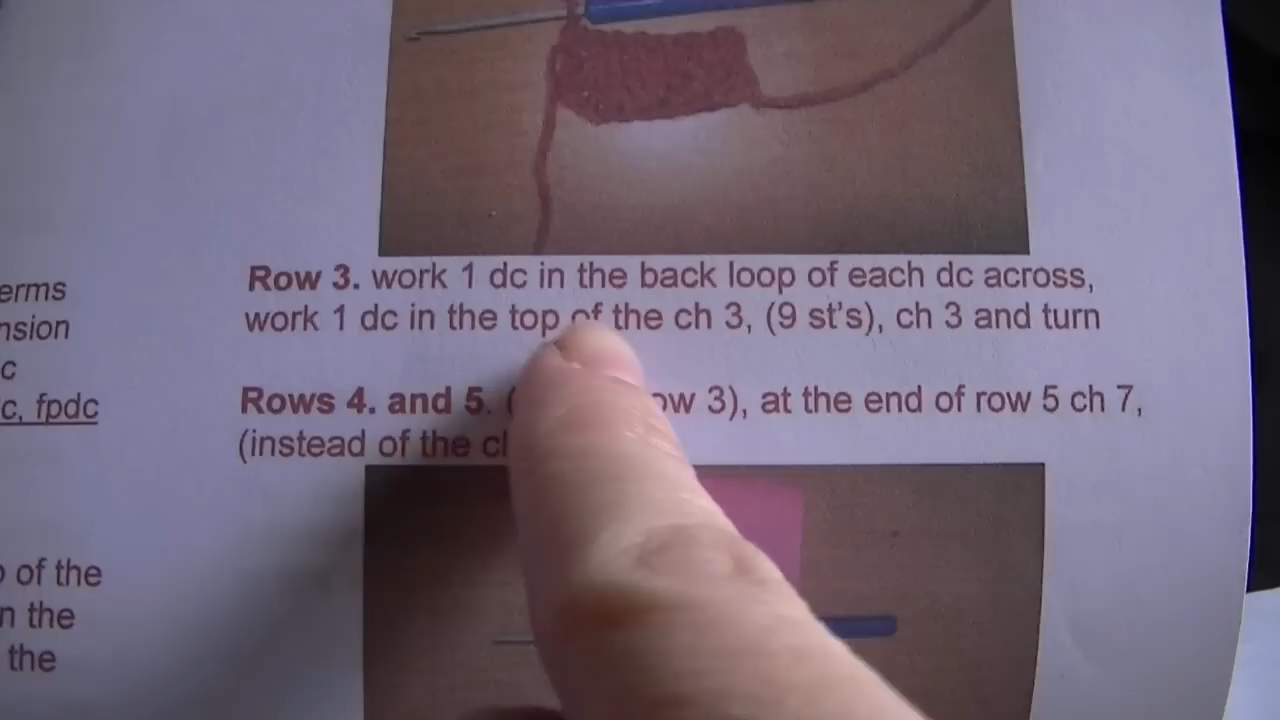 erms
nsion
c
c, fpdc
of the
n the
the
Row 3. work 1 dc in the back loop of each dc across,
work 1 dc in the top of the ch 3, (9 st's), ch 3 and turn
Rows 4. and 5. ( ow 3), at the end of row 5 ch 7,
(instead of the